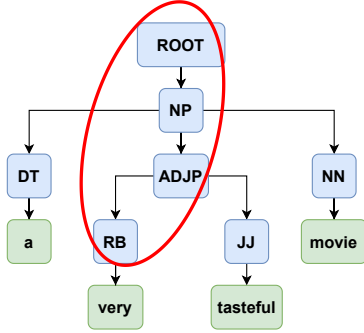 ROOT
NP
DT ADJP NN
a RB JJ movie
very tasteful